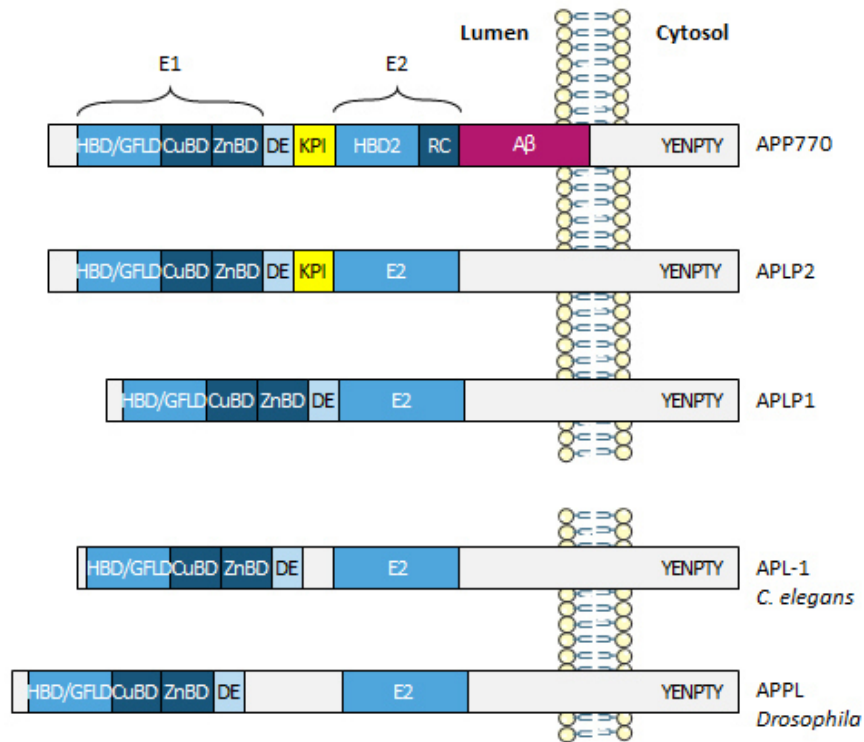 Lumen Cytosol
E1 E2
HBD/GFLD CuBD ZnBD DE KPI HBD2 RC Aβ YENPTY APP770
HBD/GFLD CuBD ZnBD DE KPI E2 YENPTY APLP2
HBD/GFLD CuBD ZnBD DE E2 YENPTY APLP1
HBD/GFLD CuBD ZnBD DE E2 YENPTY APL-1
C. elegans
HBD/GFLD CuBD ZnBD DE E2 YENPTY APPL
Drosophila